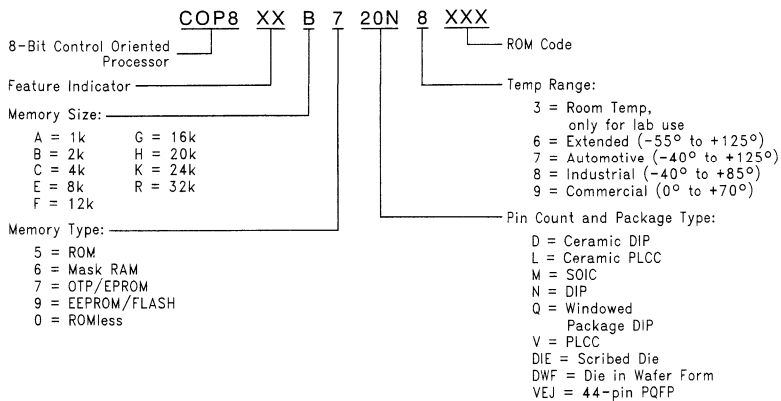 COP8 XX B 7 20N 8 XXX
8-Bit Control Oriented
Processor
Feature Indicator
Memory Size:
A = 1k G = 16k
B = 2k H = 20k
C = 4k K = 24k
E = 8k R = 32k
F = 12k
Memory Type:
5 = ROM
6 = Mask RAM
7 = OTP/EPROM
9 = EEPROM/FLASH
0 = ROMless
ROM Code
Temp Range:
3 = Room Temp,
only for lab use
6 = Extended (-55° to +125°)
7 = Automotive (-40° to +125°)
8 = Industrial (-40° to +85°)
9 = Commercial (0° to +70°)
Pin Count and Package Type:
D = Ceramic DIP
L = Ceramic PLCC
M = SOIC
N = DIP
Q = Windowed
Package DIP
V = PLCC
DIE = Scribed Die
DWF = Die in Wafer Form
VEJ = 44-pin PQFP